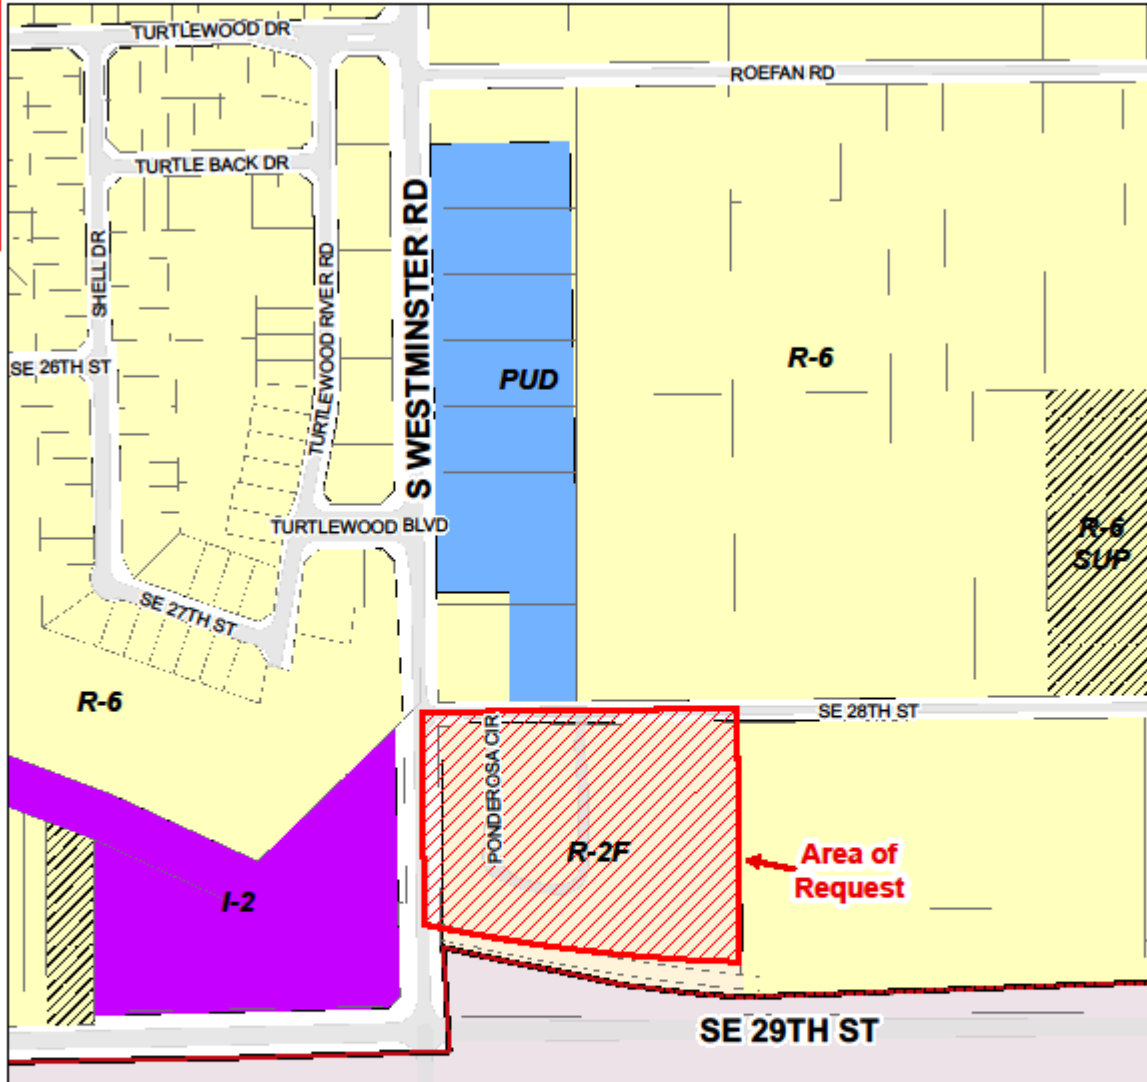 TURTLEWOOD DR
ROEFAN RD
TURTLE BACK DR
SHELL DR
TURTLEWOOD RIVER RD
S WESTMINSTER RD
SE 26TH ST
PUD
R-6
R-6
SUP
TURTLEWOOD BLVD
SE 27TH ST
R-6
SE 28TH ST
PONDEROSA CIR
R-2F
Area of
Request
I-2
SE 29TH ST